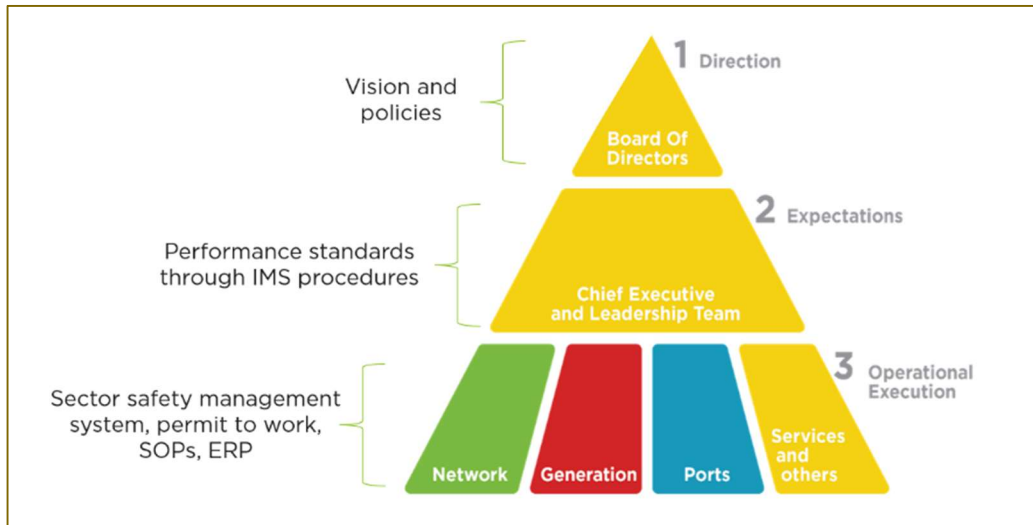 Vision and
policies
1 Direction
Board Of
Directors
Performance standards
through IMS procedures
2 Expectations
Chief Executive
and Leadership Team
Sector safety management
system, permit to work,
SOPs, ERP
3 Operational
Execution
Network
Generation
Ports
Services
and
others